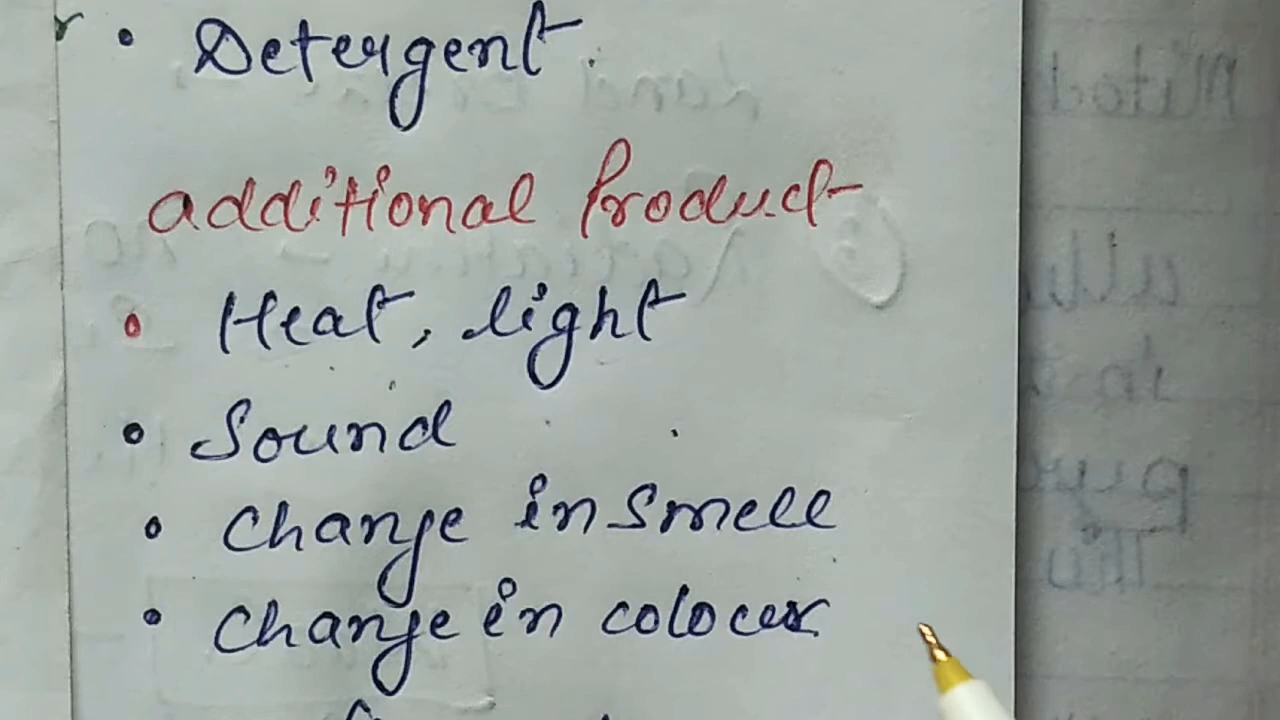 • Detergent.
additional Product
• Heat, light
• Sound
• Change in Smell
• Change in colour